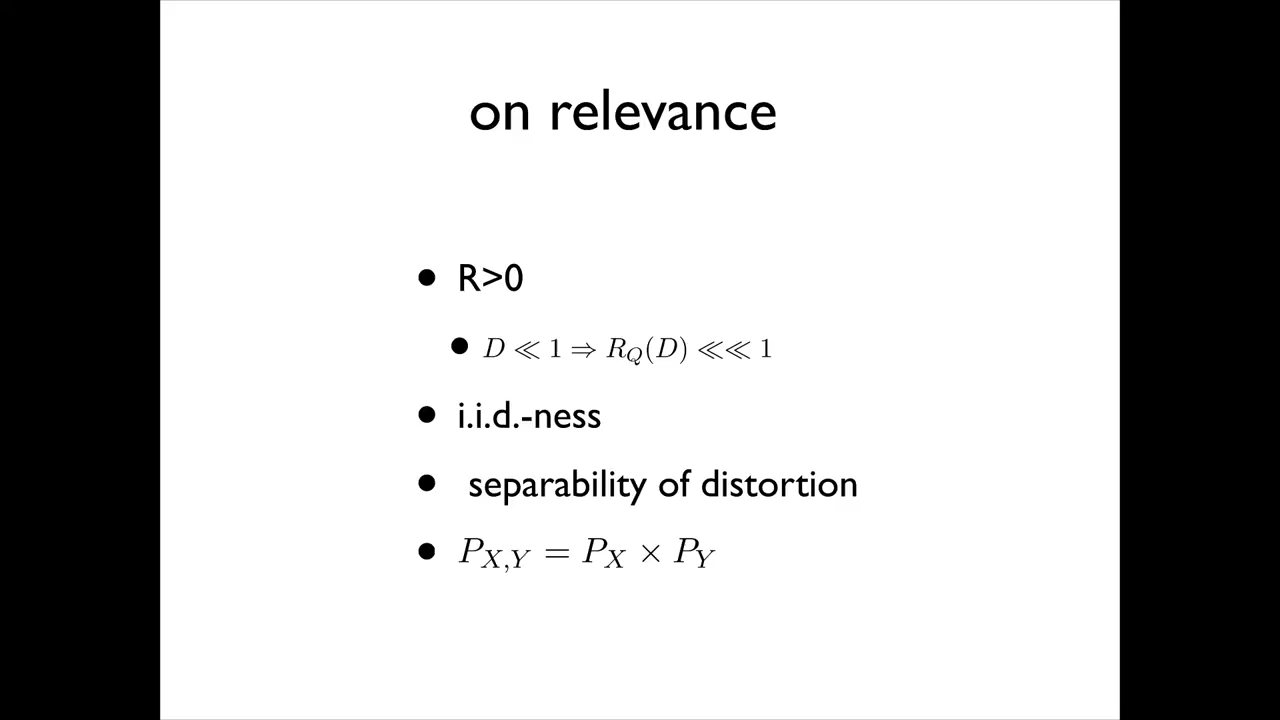 on relevance
• R>0
• D ≪ 1 ⇒ R_Q(D) ≪≪ 1
• i.i.d.-ness
• separability of distortion
• P_{X,Y} = P_X × P_Y